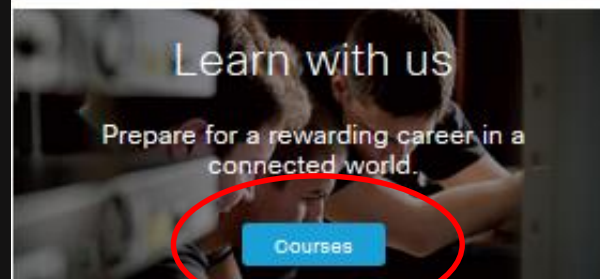 Learn with us
Prepare for a rewarding career in a
connected world.
Courses